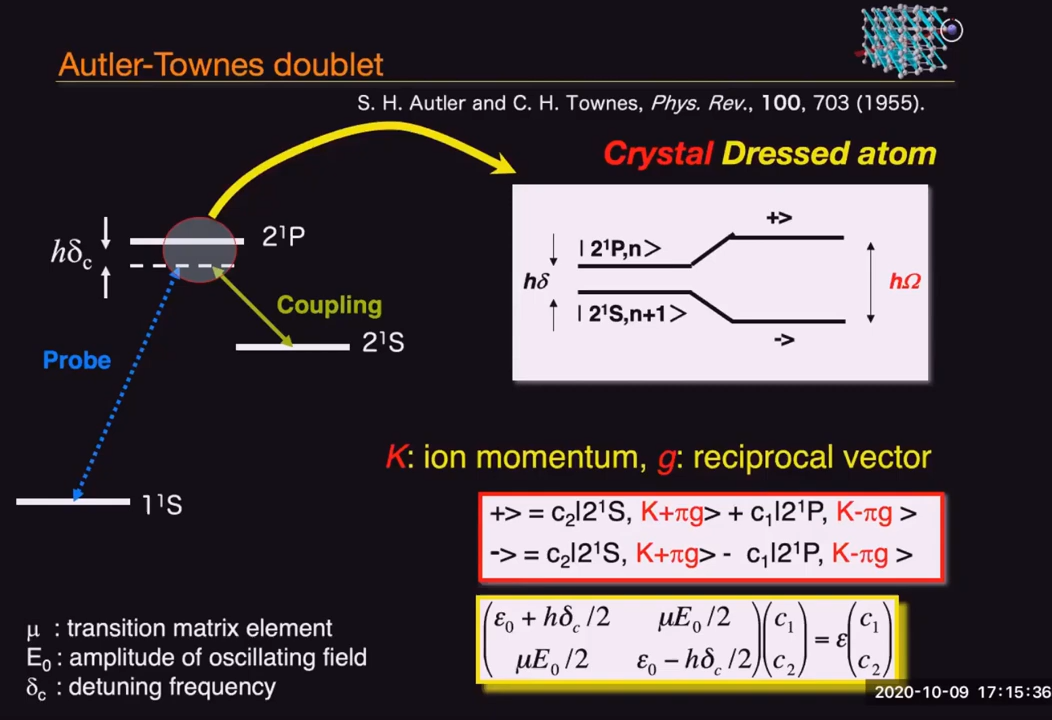 Autler-Townes doublet
S. H. Autler and C. H. Townes, Phys. Rev., 100, 703 (1955).
Crystal Dressed atom
hδc
2¹P
Coupling
2¹S
Probe
1¹S
+>
| 2¹P,n>
hδ
hΩ
| 2¹S,n+1>
->
K: ion momentum, g: reciprocal vector
+> = c₂|2¹S, K+πg> + c₁|2¹P, K-πg >
-> = c₂|2¹S, K+πg> - c₁|2¹P, K-πg >
ε₀ + hδc/2 μE₀/2 c₁ = ε c₁
μE₀/2 ε₀ − hδc/2 c₂ c₂
μ : transition matrix element
E₀ : amplitude of oscillating field
δc : detuning frequency
2020-10-09 17:15:36